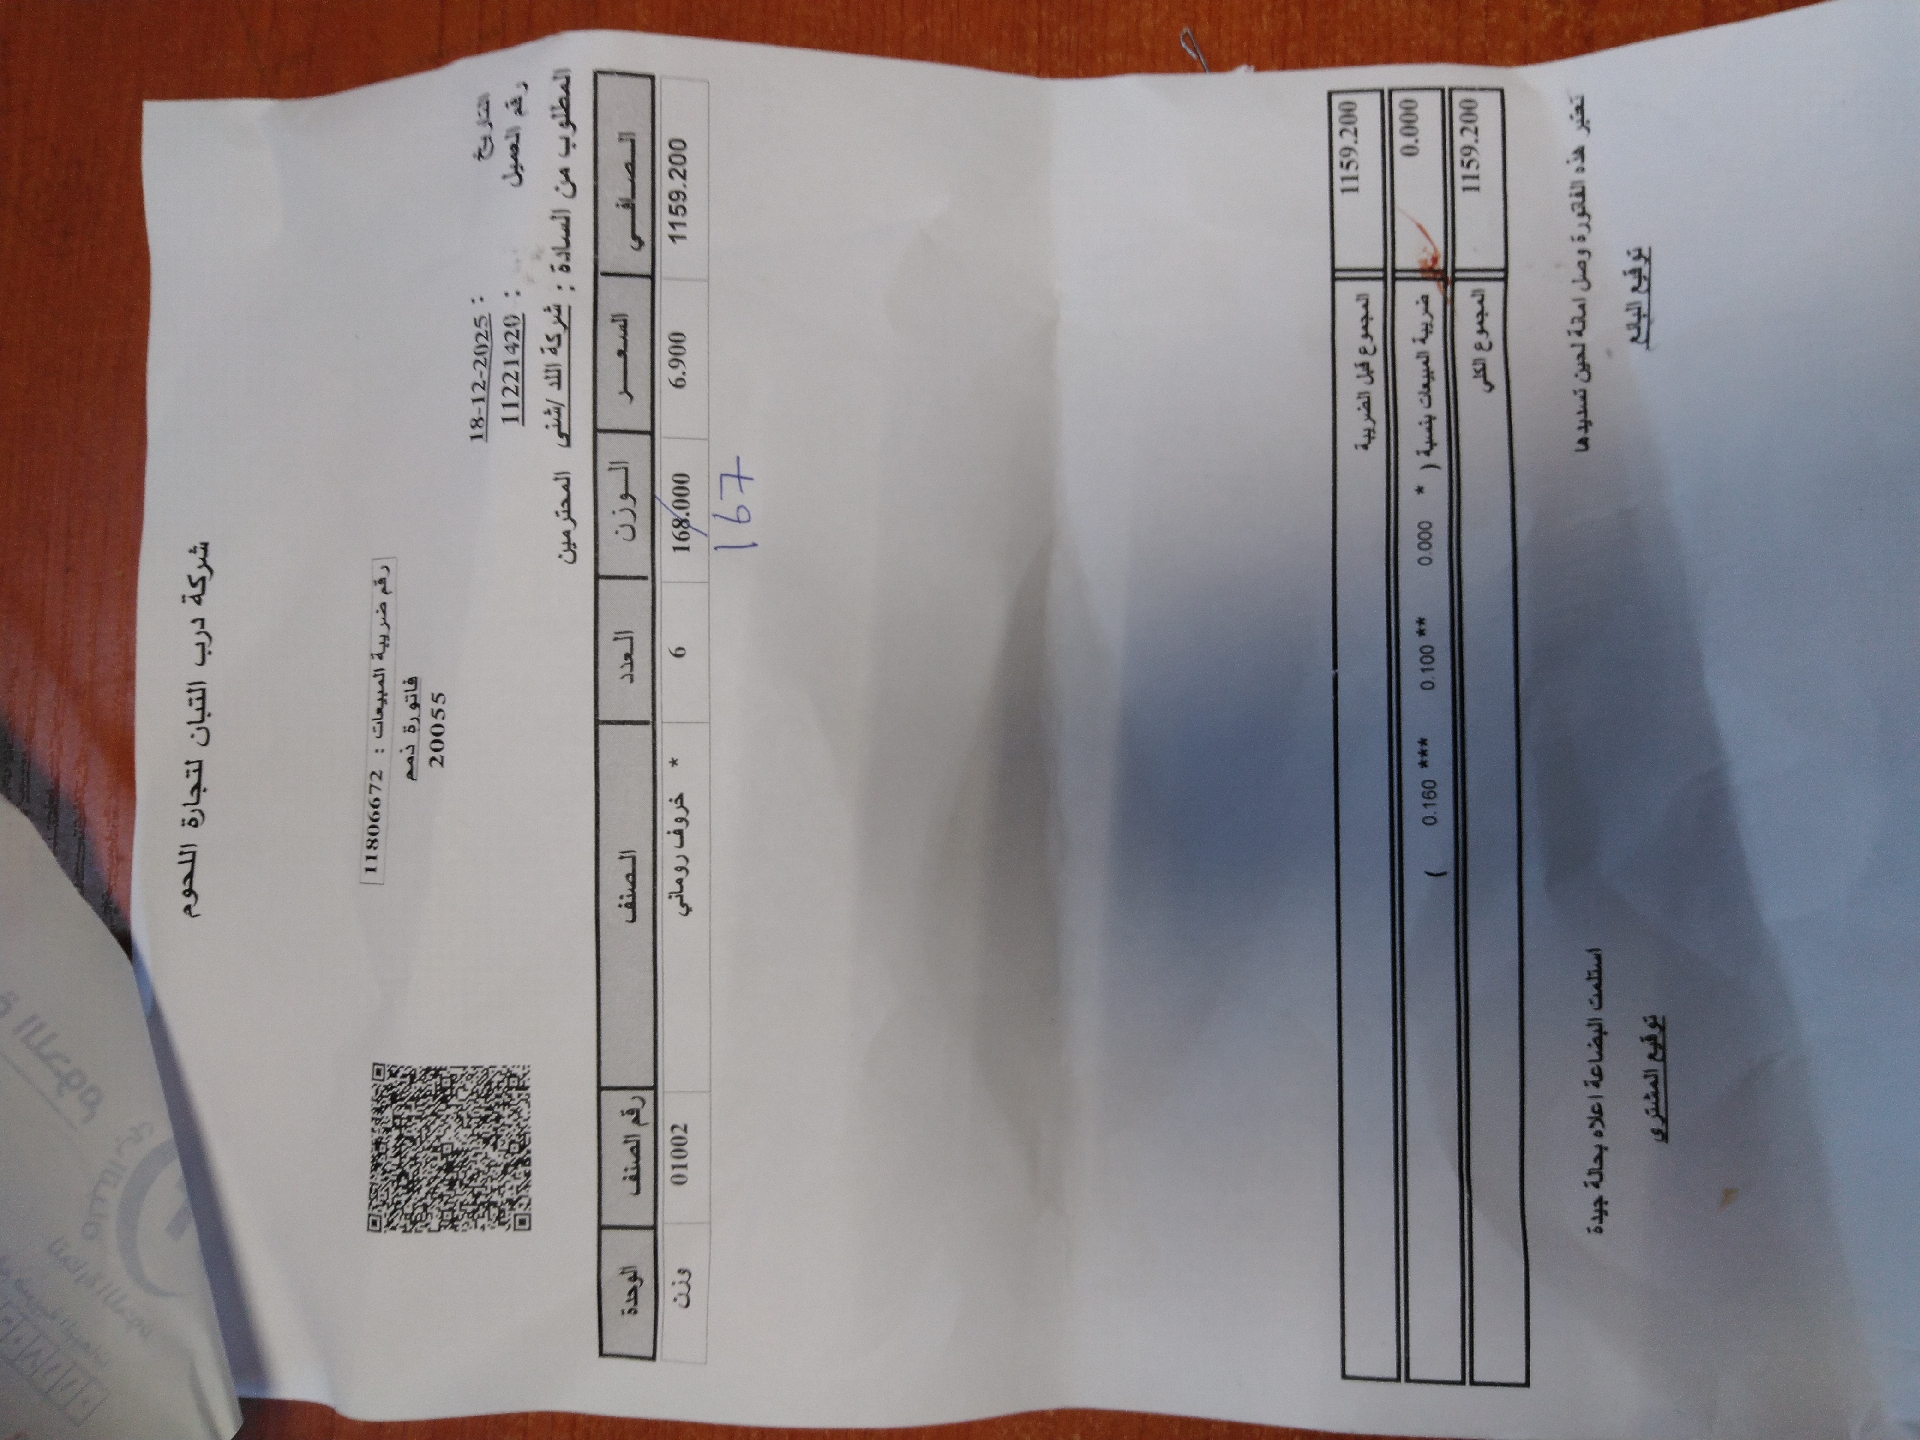 شركة درب التبان لتجارة اللحوم
رقم ضريبة المبيعات : 11806672
فاتورة ذمم
20055
التاريخ : 18-12-2025
رقم العميل : 11221420
المطلوب من السادة : شركة اللد /شنى المحترمين
الوحدة رقم الصنف الصنف العدد الوزن السعر الصافي
وزن 01002 خروف روماني * 6 168.000 6.900 1159.200
167
المجموع قبل الضريبة 1159.200
ضريبة المبيعات بنسبة ( * 0.000 ** 0.100 *** 0.160 ) 0.000
المجموع الكلي 1159.200
تعتبر هذه الفاتورة وصل امانة لحين تسديدها
استلمت البضاعة اعلاه بحالة جيدة
توقيع البائع
توقيع المشتري